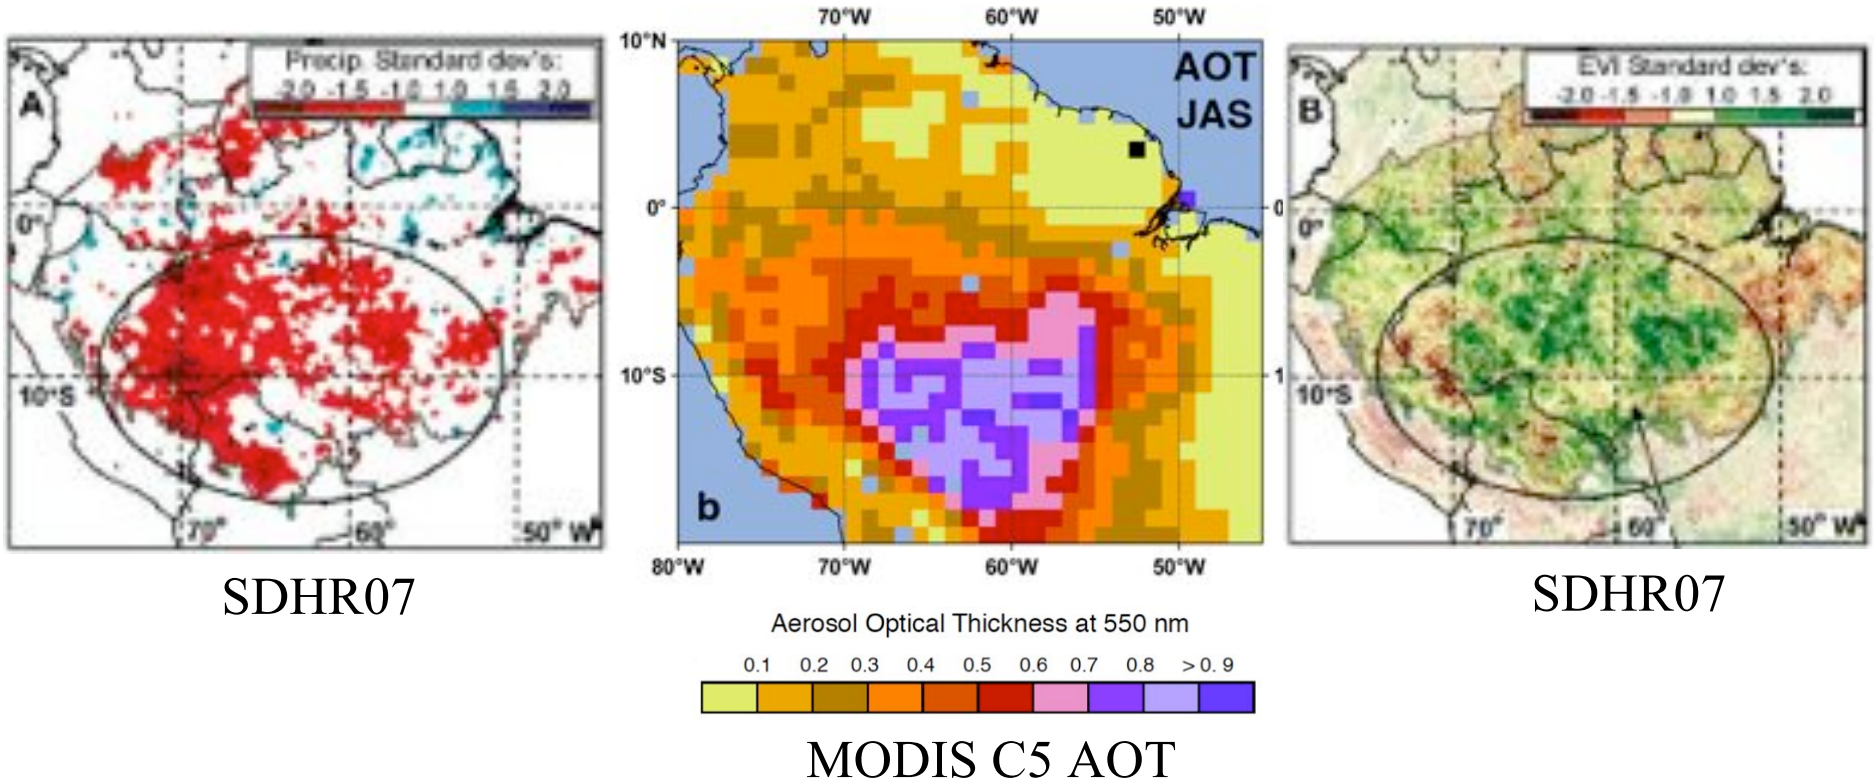 Precip. Standard dev's:
-2.0 -1.5 -1.0 1.0 1.5 2.0
A
0°
10°S
70° 60° 50° W
SDHR07
70°W 60°W 50°W
10°N
AOT
JAS
0°
0
10°S
1
b
80°W 70°W 60°W 50°W
Aerosol Optical Thickness at 550 nm
0.1 0.2 0.3 0.4 0.5 0.6 0.7 0.8 > 0. 9
MODIS C5 AOT
EVI Standard dev's:
-2.0 -1.5 -1.0 1.0 1.5 2.0
B
0°
10°S
70° 60° 50° W
SDHR07